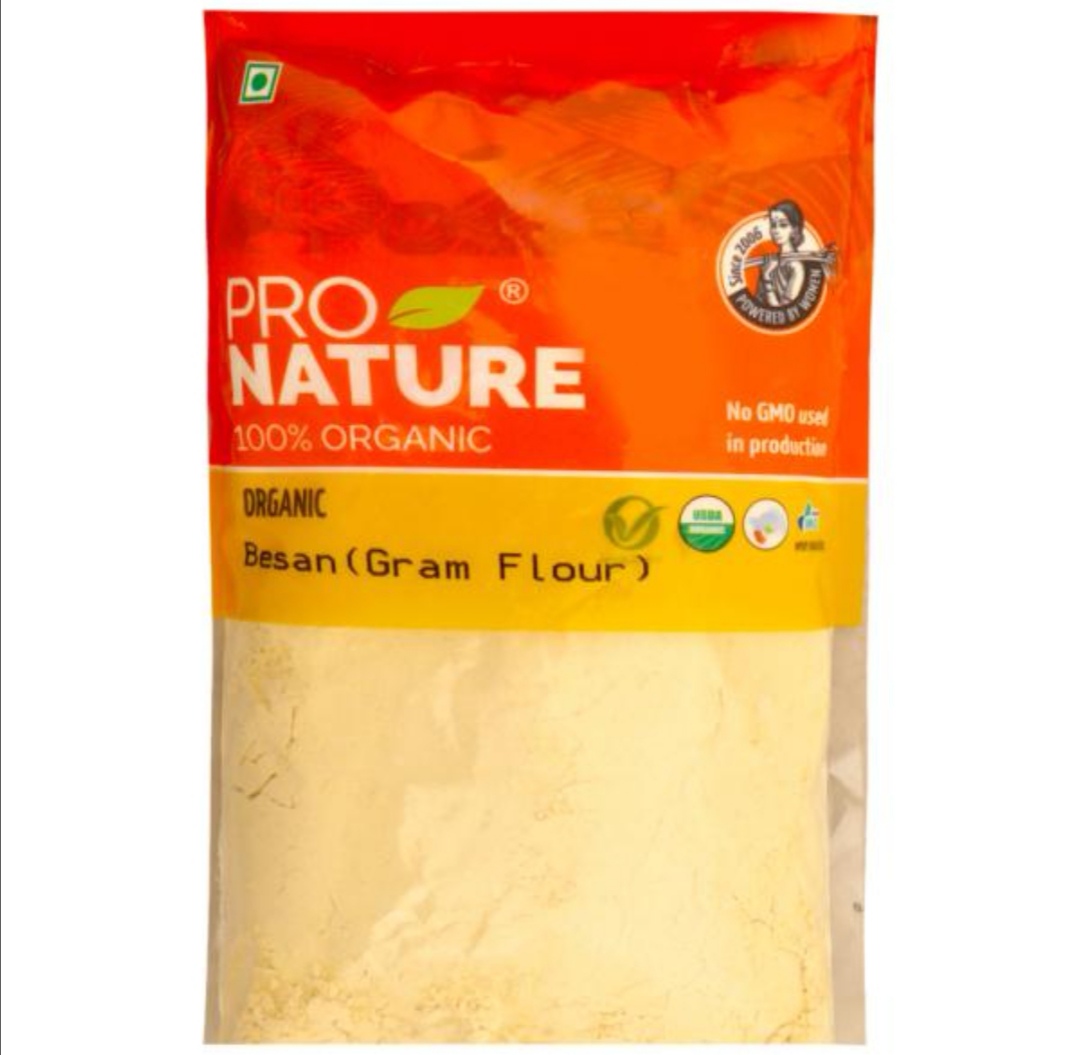 Since 2006
POWERED BY WOMEN
PRO ®
NATURE
100% ORGANIC
No GMO used
in production
ORGANIC
USDA
ORGANIC
Besan(Gram Flour)